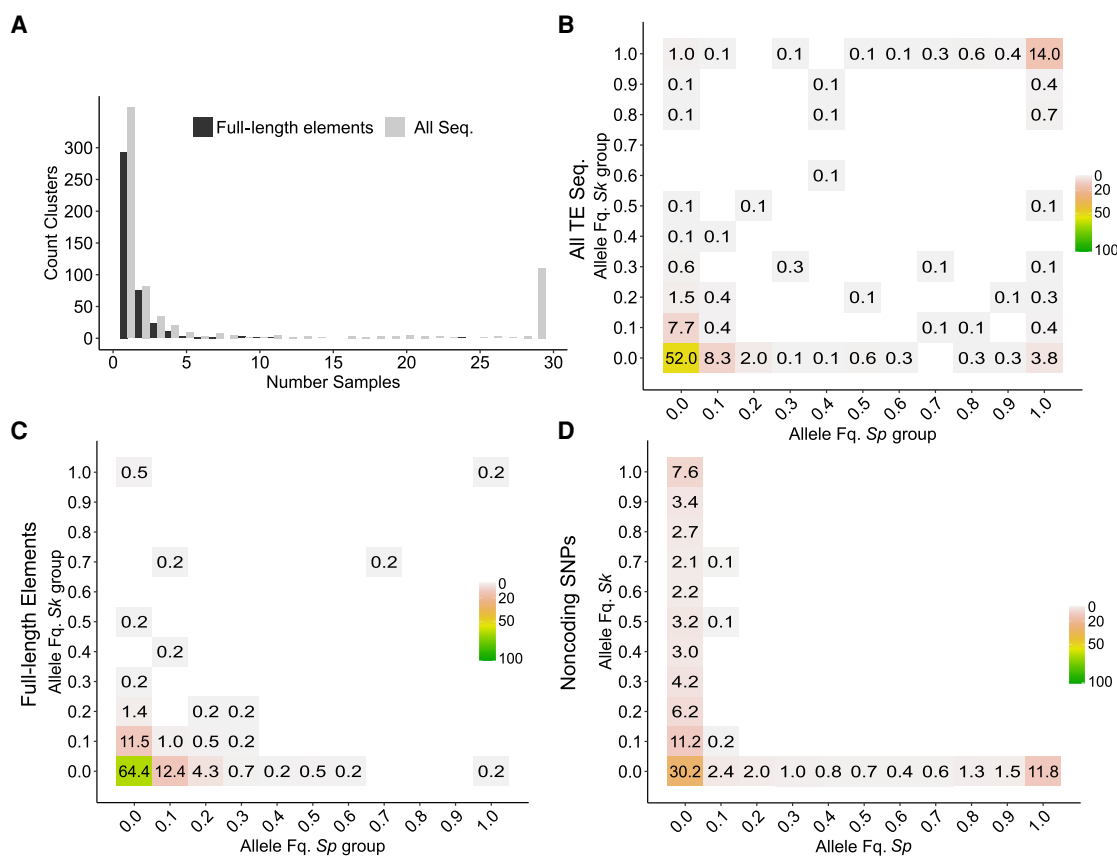 A
Full-length elements
All Seq.
Count Clusters
300
250
200
150
100
50
0
0 5 10 15 20 25 30
Number Samples
B
All TE Seq.
Allele Fq. Sk group
1.0 1.0 0.1 0.1 0.1 0.1 0.3 0.6 0.4 14.0
0.9 0.1 0.1 0.4
0.8 0.1 0.1 0.7
0.7
0.6 0.1
0.5 0.1 0.1 0.1
0.4 0.1 0.1
0.3 0.6 0.3 0.1 0.1
0.2 1.5 0.4 0.1 0.1 0.3
0.1 7.7 0.4 0.1 0.1 0.4
0.0 52.0 8.3 2.0 0.1 0.1 0.6 0.3 0.3 0.3 3.8
0.0 0.1 0.2 0.3 0.4 0.5 0.6 0.7 0.8 0.9 1.0
Allele Fq. Sp group
0
20
50
100
C
Full-length Elements
Allele Fq. Sk group
1.0 0.5 0.2
0.9
0.8
0.7 0.2 0.2
0.6
0.5 0.2
0.4 0.2
0.3 0.2
0.2 1.4 0.2 0.2
0.1 11.5 1.0 0.5 0.2
0.0 64.4 12.4 4.3 0.7 0.2 0.5 0.2 0.2
0.0 0.1 0.2 0.3 0.4 0.5 0.6 0.7 0.8 0.9 1.0
Allele Fq. Sp group
0
20
50
100
D
Noncoding SNPs
Allele Fq. Sk
1.0 7.6
0.9 3.4
0.8 2.7
0.7 2.1 0.1
0.6 2.2
0.5 3.2 0.1
0.4 3.0
0.3 4.2
0.2 6.2
0.1 11.2 0.2
0.0 30.2 2.4 2.0 1.0 0.8 0.7 0.4 0.6 1.3 1.5 11.8
0.0 0.1 0.2 0.3 0.4 0.5 0.6 0.7 0.8 0.9 1.0
Allele Fq. Sp
0
20
50
100